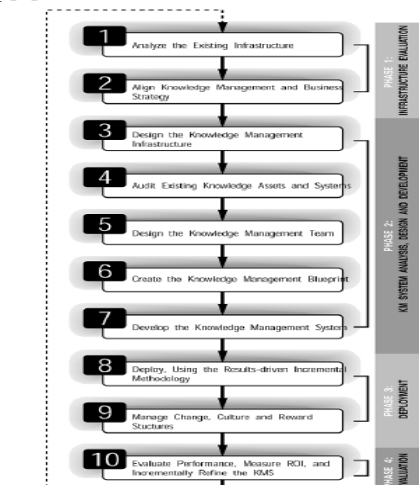 1
Analyze the Existing Infrastructure
2
Align Knowledge Management and Business
Strategy
3
Design the Knowledge Management
Infrastructure
4
Audit Existing Knowledge Assets and Systems
5
Design the Knowledge Management Team
6
Create the Knowledge Management Blueprint
7
Develop the Knowledge Management System
8
Deploy, Using the Results-driven Incremental
Methodology
9
Manage Change, Culture and Reward
Stuctures
10
Evaluate Performance, Measure ROI, and
Incrementally Refine the KMS
PHASE 1:
INFRASTRUCTURE EVALUATION
PHASE 2:
KM SYSTEM ANALYSIS, DESIGN AND DEVELOPMENT
PHASE 3:
DEPLOYMENT
PHASE 4:
VALUATION